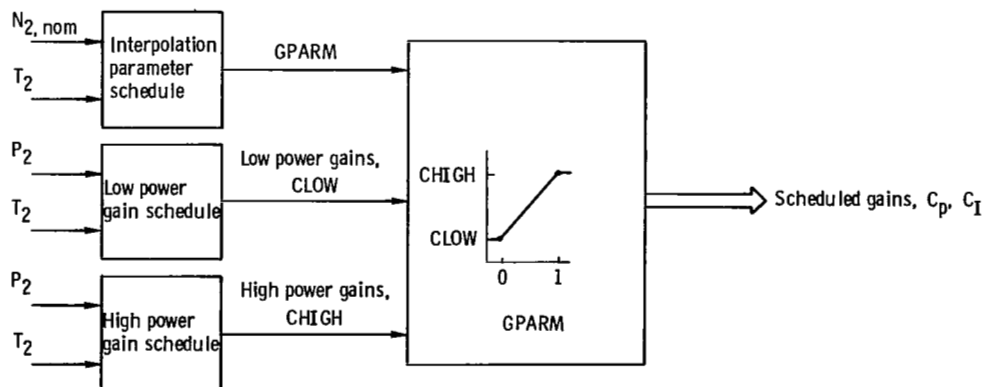 N2, nom
T2
Interpolation
parameter
schedule
GPARM
P2
T2
Low power
gain schedule
Low power gains,
CLOW
P2
T2
High power
gain schedule
High power gains,
CHIGH
CHIGH
CLOW
0 1
GPARM
Scheduled gains, Cp, CI